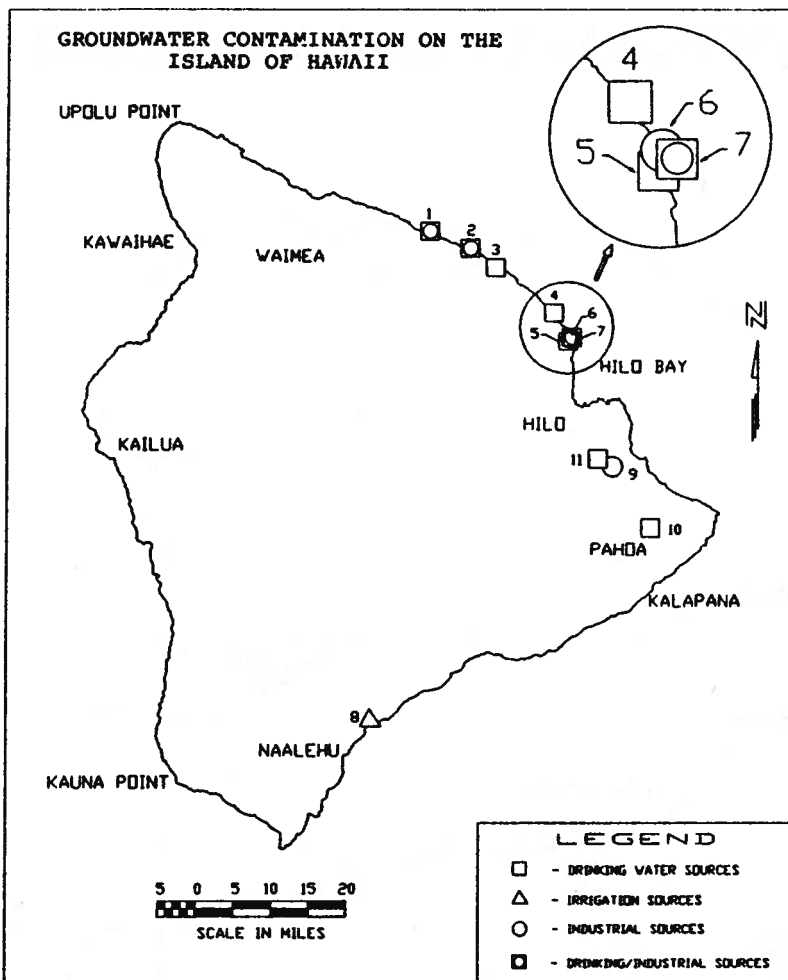 GROUNDWATER CONTAMINATION ON THE
ISLAND OF HAWAII
4
6
5
7
UPOLU POINT
KAWAIHAE
WAIMEA
1
2
3
4
6
5
7
HILO BAY
N
KAILUA
HILO
11
9
10
PAHOA
KALAPANA
8
NAALEHU
KAUNA POINT
5 0 5 10 15 20
SCALE IN MILES
LEGEND
- DRINKING WATER SOURCES
- IRRIGATION SOURCES
- INDUSTRIAL SOURCES
- DRINKING/INDUSTRIAL SOURCES